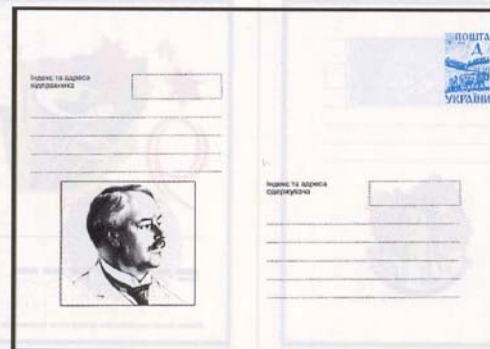 ПОШТА
Д
УКРАЇНИ
Індекс та адреса
відправника
Індекс та адреса
одержувача